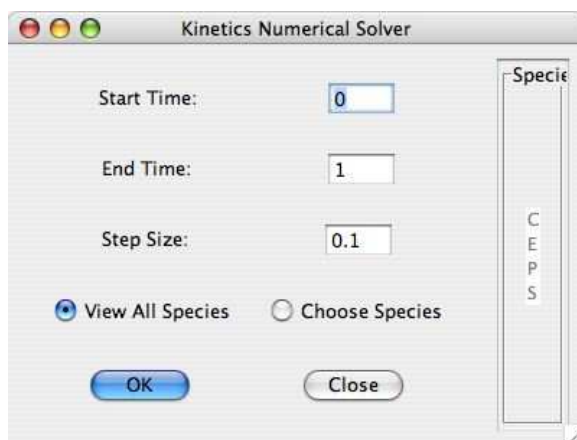 Kinetics Numerical Solver
Start Time: 0
End Time: 1
Step Size: 0.1
View All Species Choose Species
OK Close
Specie
C
E
P
S